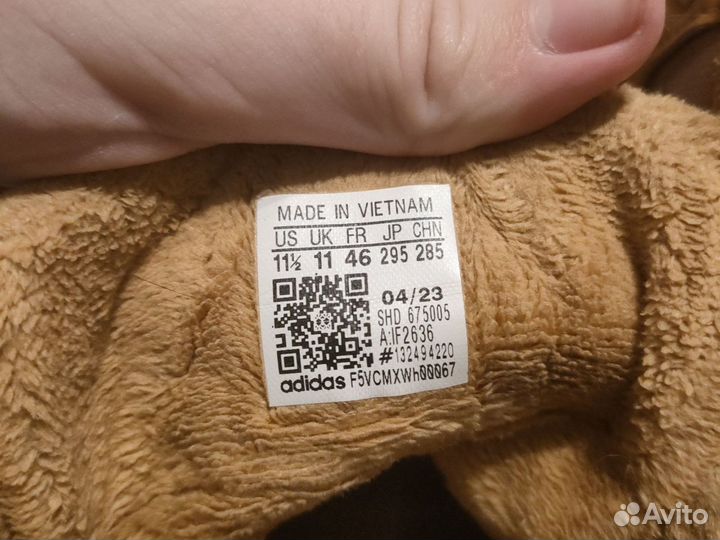 MADE IN VIETNAM
US UK FR JP CHN
11½ 11 46 295 285
04/23
SHD 675005
A:IF2636
#132494220
adidas F5VCMXWh00067
Avito